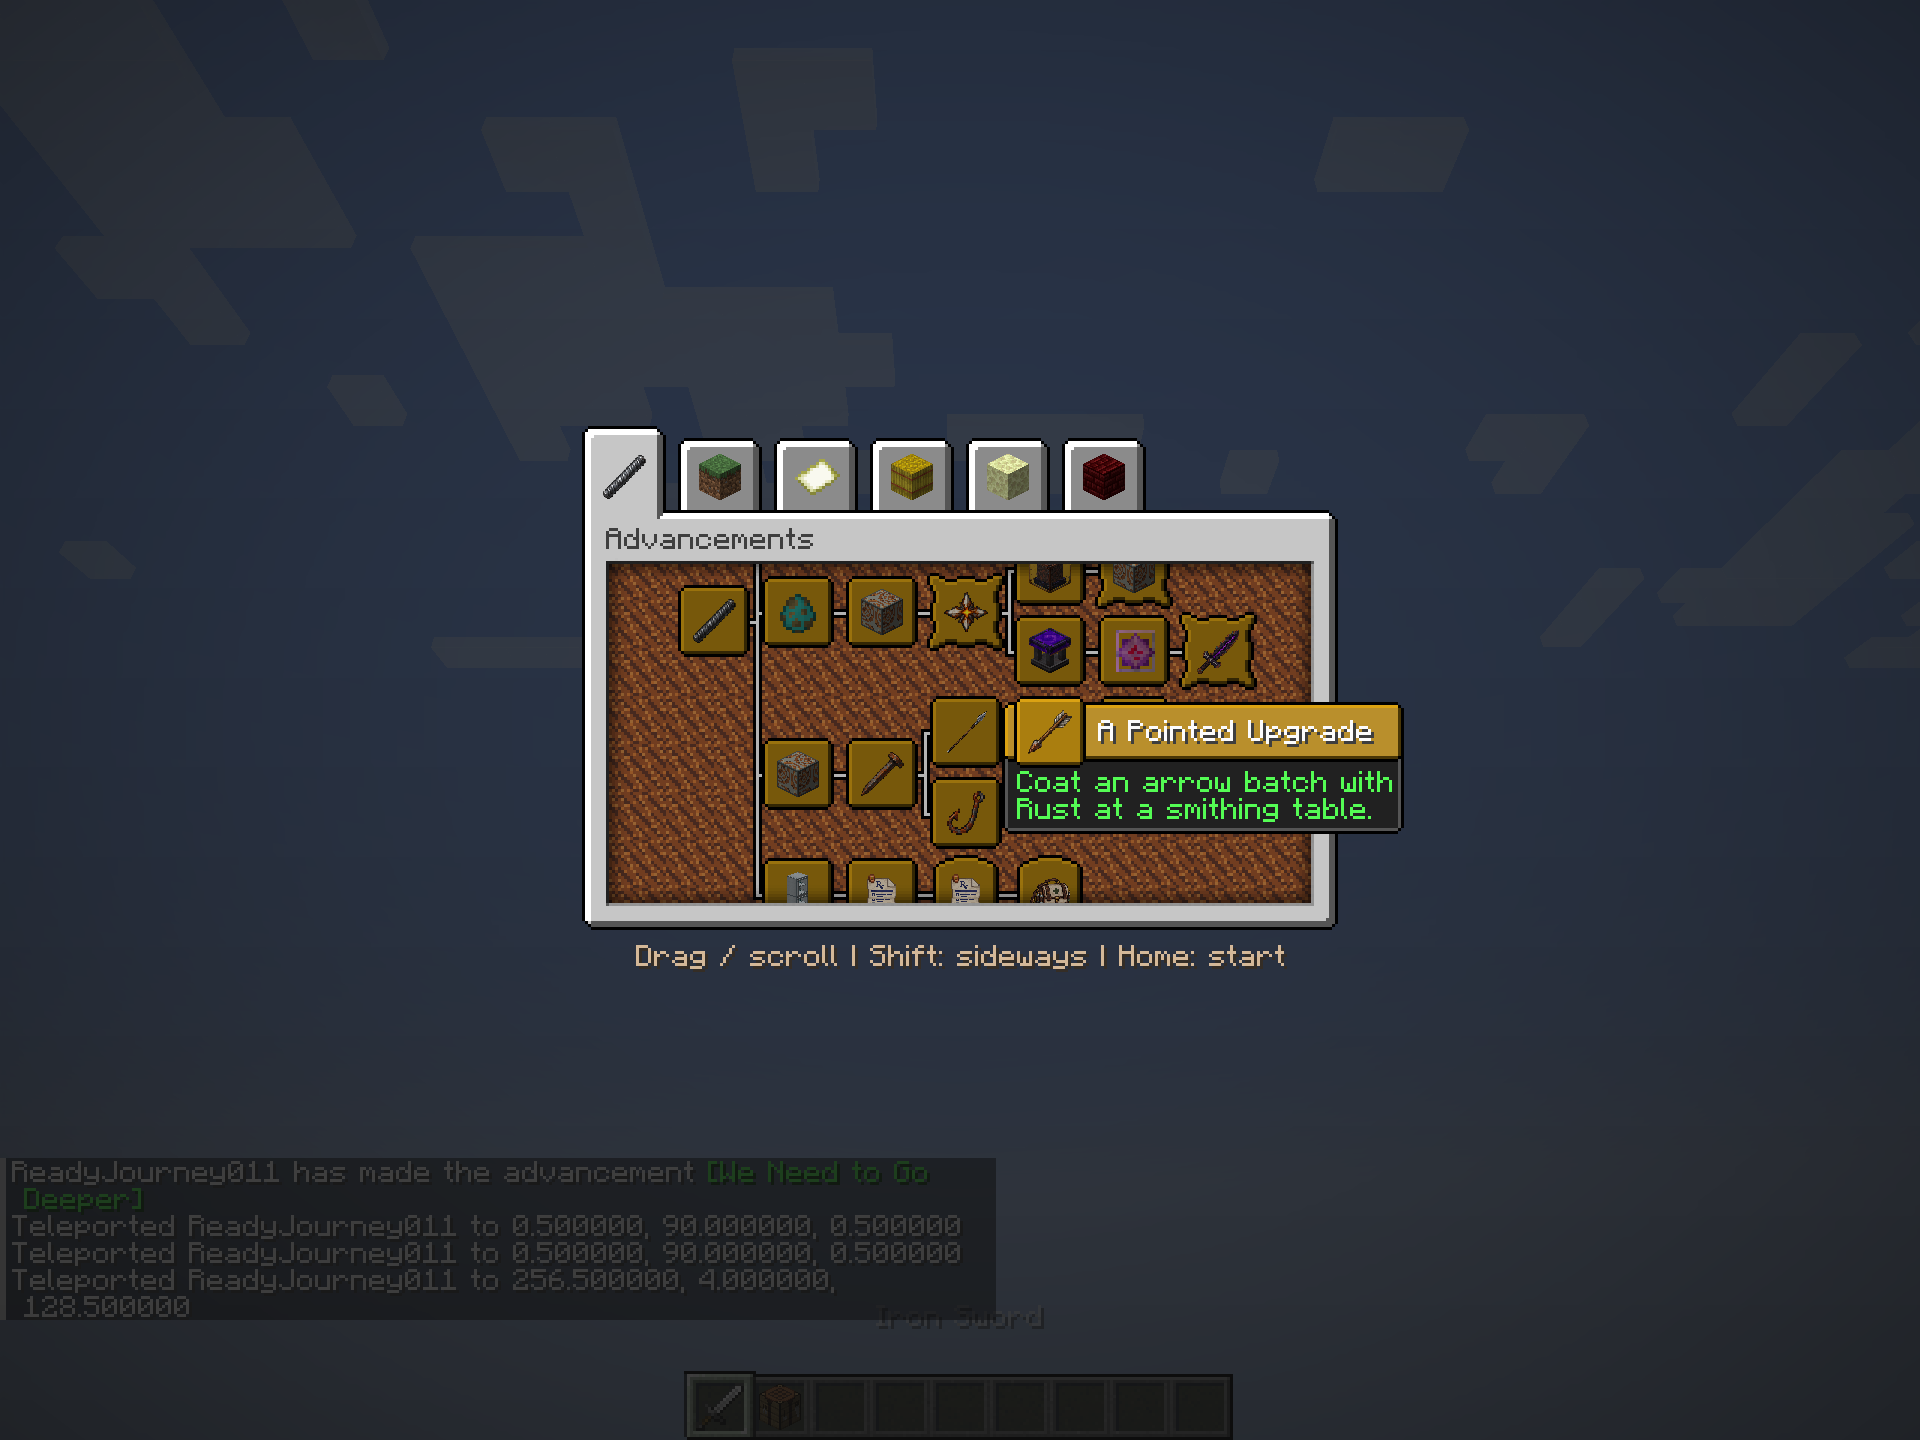 Advancements
A Pointed Upgrade
Coat an arrow batch with
Rust at a smithing table.
Drag / scroll | Shift: sideways | Home: start
ReadyJourney011 has made the advancement [We Need to Go
Deeper]
Teleported ReadyJourney011 to 0.500000, 90.000000, 0.500000
Teleported ReadyJourney011 to 0.500000, 90.000000, 0.500000
Teleported ReadyJourney011 to 256.500000, 4.000000,
128.500000
Iron Sword